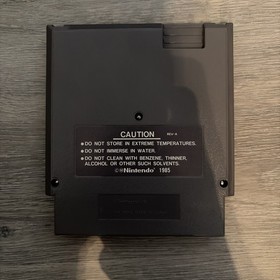 CAUTION REV-A
●DO NOT STORE IN EXTREME TEMPERATURES.
●DO NOT IMMERSE IN WATER.
●DO NOT CLEAN WITH BENZENE, THINNER,
ALCOHOL OR OTHER SUCH SOLVENTS.
©®Nintendo 1985